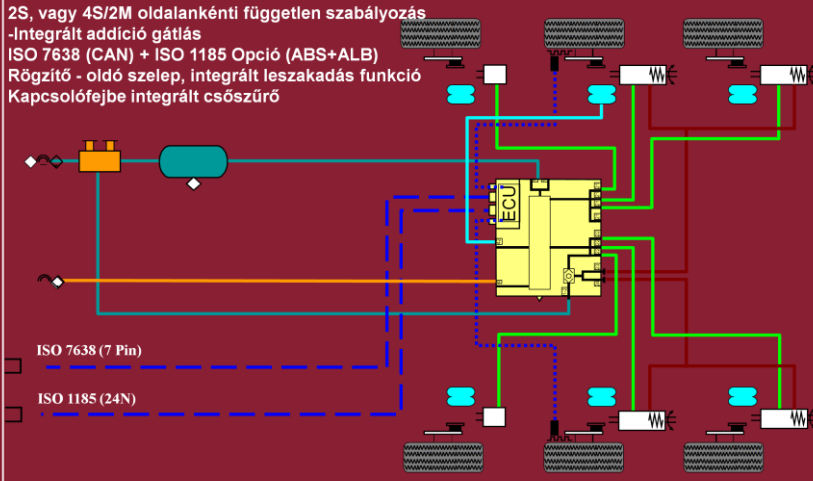 2S, vagy 4S/2M oldalankénti független szabályozás
-Integrált addíció gátlás
ISO 7638 (CAN) + ISO 1185 Opció (ABS+ALB)
Rögzítő - oldó szelep, integrált leszakadás funkció
Kapcsolófejbe integrált csőszűrő
ECU
ISO 7638 (7 Pin)
ISO 1185 (24N)